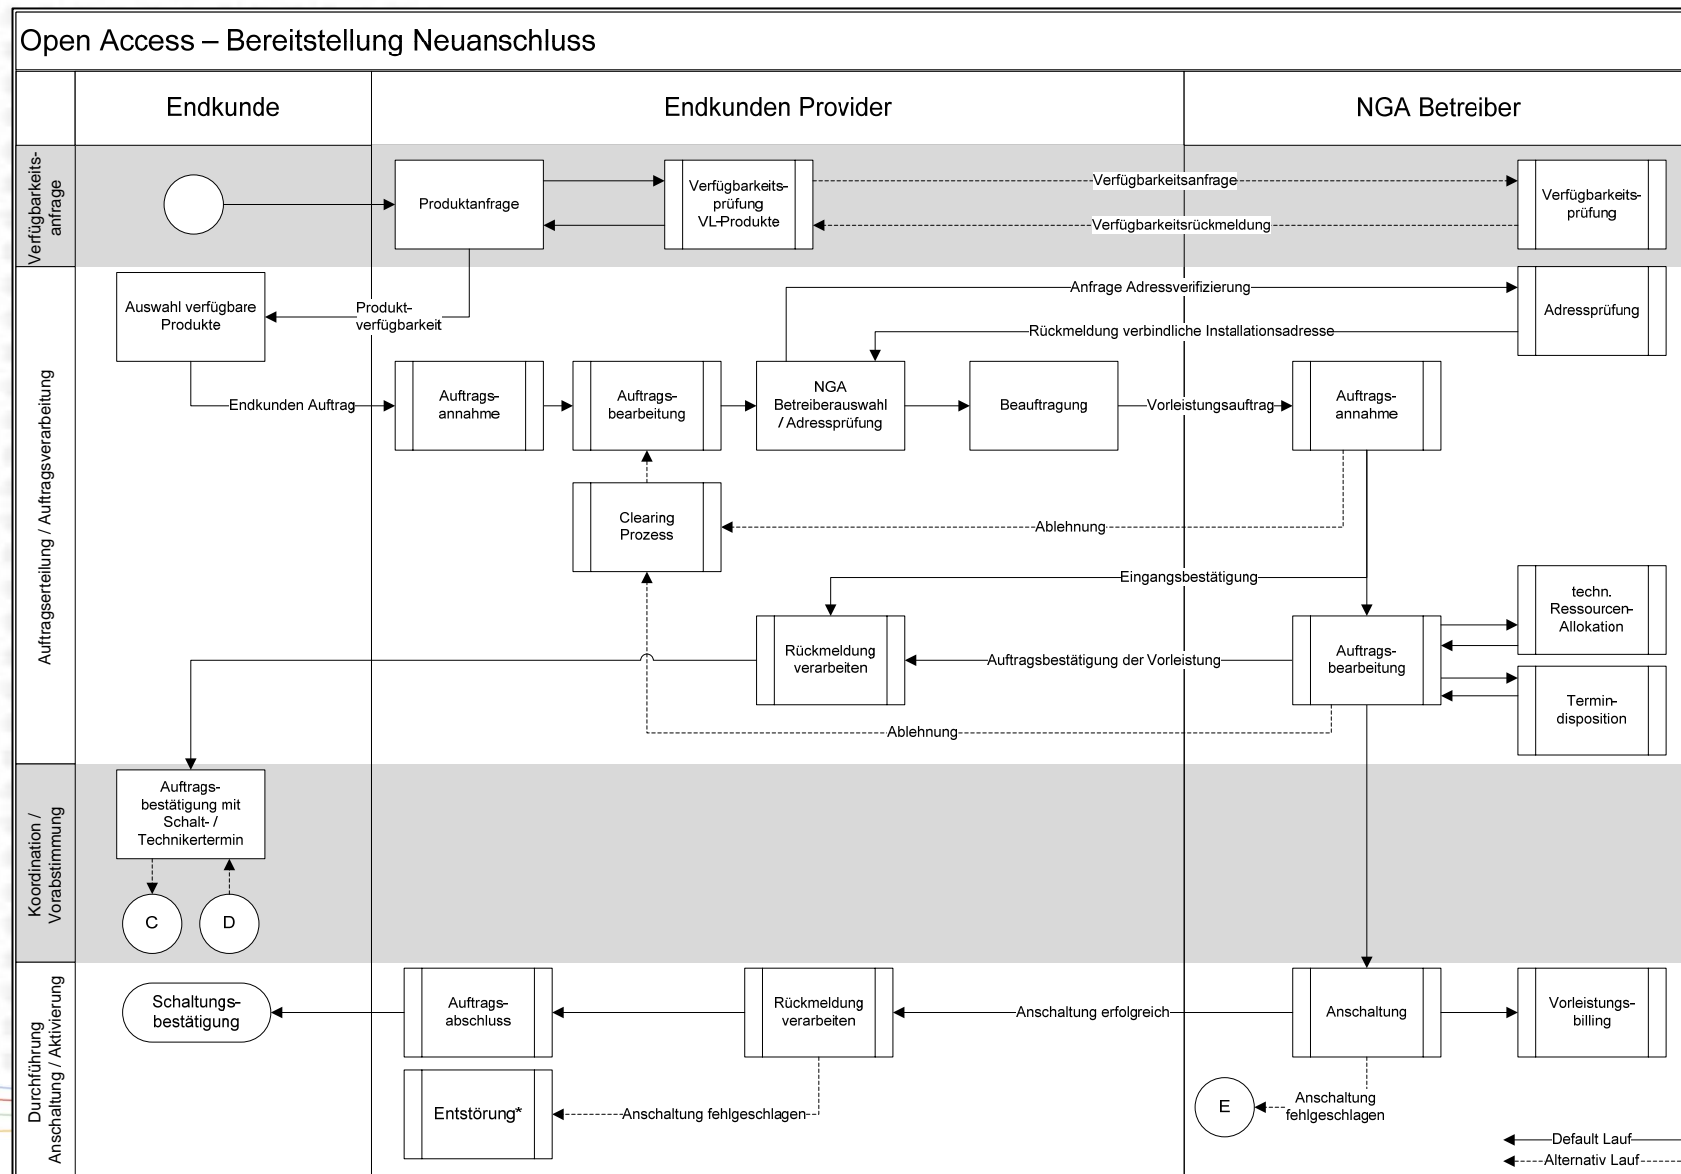 Open Access – Bereitstellung Neuanschluss
Endkunde
Endkunden Provider
NGA Betreiber
Verfügbarkeits-
anfrage
Produktanfrage
Verfügbarkeits-
prüfung
VL-Produkte
Verfügbarkeitsanfrage
Verfügbarkeitsrückmeldung
Verfügbarkeits-
prüfung
Auftragserteilung / Auftragsverarbeitung
Auswahl verfügbare
Produkte
Produkt-
verfügbarkeit
Anfrage Adressverifizierung
Rückmeldung verbindliche Installationsadresse
Adressprüfung
Endkunden Auftrag
Auftrags-
annahme
Auftrags-
bearbeitung
NGA
Betreiberauswahl
/ Adressprüfung
Beauftragung
Vorleistungsauftrag
Auftrags-
annahme
Clearing
Prozess
Ablehnung
Eingangsbestätigung
techn.
Ressourcen-
Allokation
Rückmeldung
verarbeiten
Auftragsbestätigung der Vorleistung
Auftrags-
bearbeitung
Termin-
disposition
Ablehnung
Koordination /
Vorabstimmung
Auftrags-
bestätigung mit
Schalt- /
Technikertermin
C
D
Durchführung
Anschaltung / Aktivierung
Schaltungs-
bestätigung
Auftrags-
abschluss
Rückmeldung
verarbeiten
Anschaltung erfolgreich
Anschaltung
Vorleistungs-
billing
Entstörung*
Anschaltung fehlgeschlagen
E
Anschaltung
fehlgeschlagen
Default Lauf
Alternativ Lauf